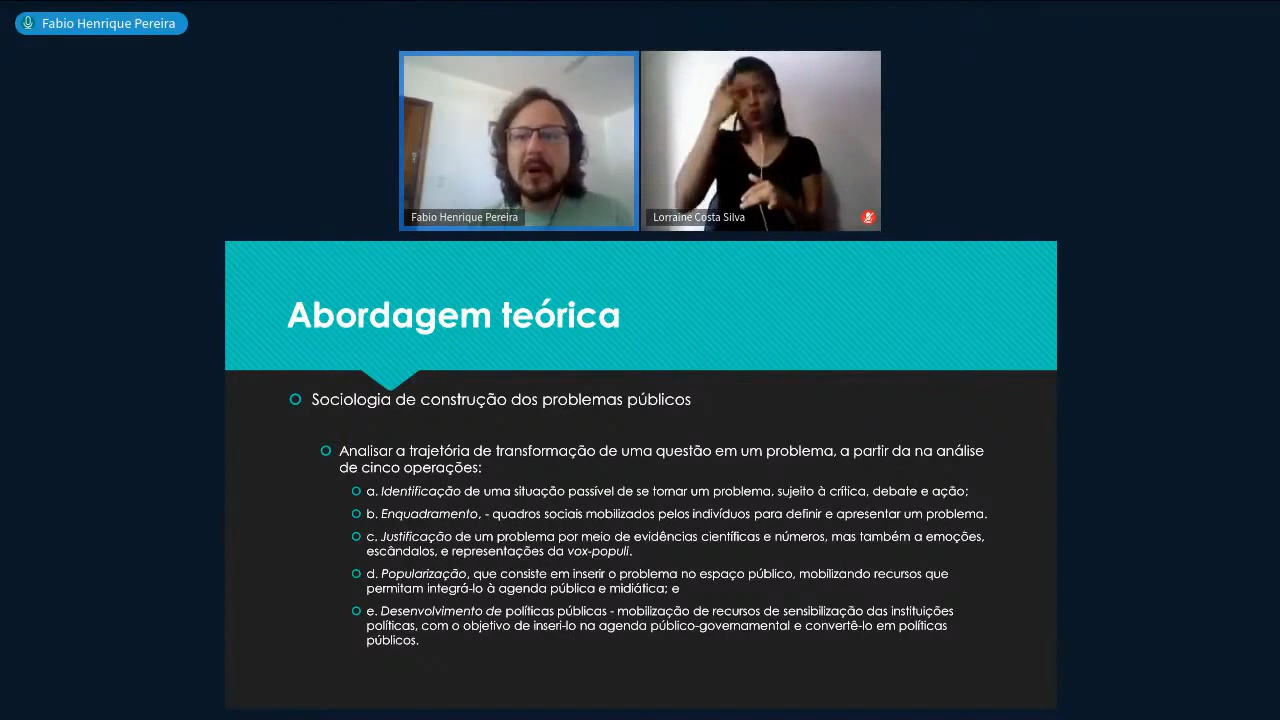 Fabio Henrique Pereira
Fabio Henrique Pereira
Lorraine Costa Silva
Abordagem teórica
Sociologia de construção dos problemas públicos
Analisar a trajetória de transformação de uma questão em um problema, a partir da na análise
de cinco operações:
a. Identificação de uma situação passível de se tornar um problema, sujeito à crítica, debate e ação;
b. Enquadramento, - quadros sociais mobilizados pelos indivíduos para definir e apresentar um problema.
c. Justificação de um problema por meio de evidências científicas e números, mas também a emoções,
escândalos, e representações da vox-populi.
d. Popularização, que consiste em inserir o problema no espaço público, mobilizando recursos que
permitam integrá-lo à agenda pública e midiática; e
e. Desenvolvimento de políticas públicas - mobilização de recursos de sensibilização das instituições
políticas, com o objetivo de inseri-lo na agenda público-governamental e convertê-lo em políticas
públicos.